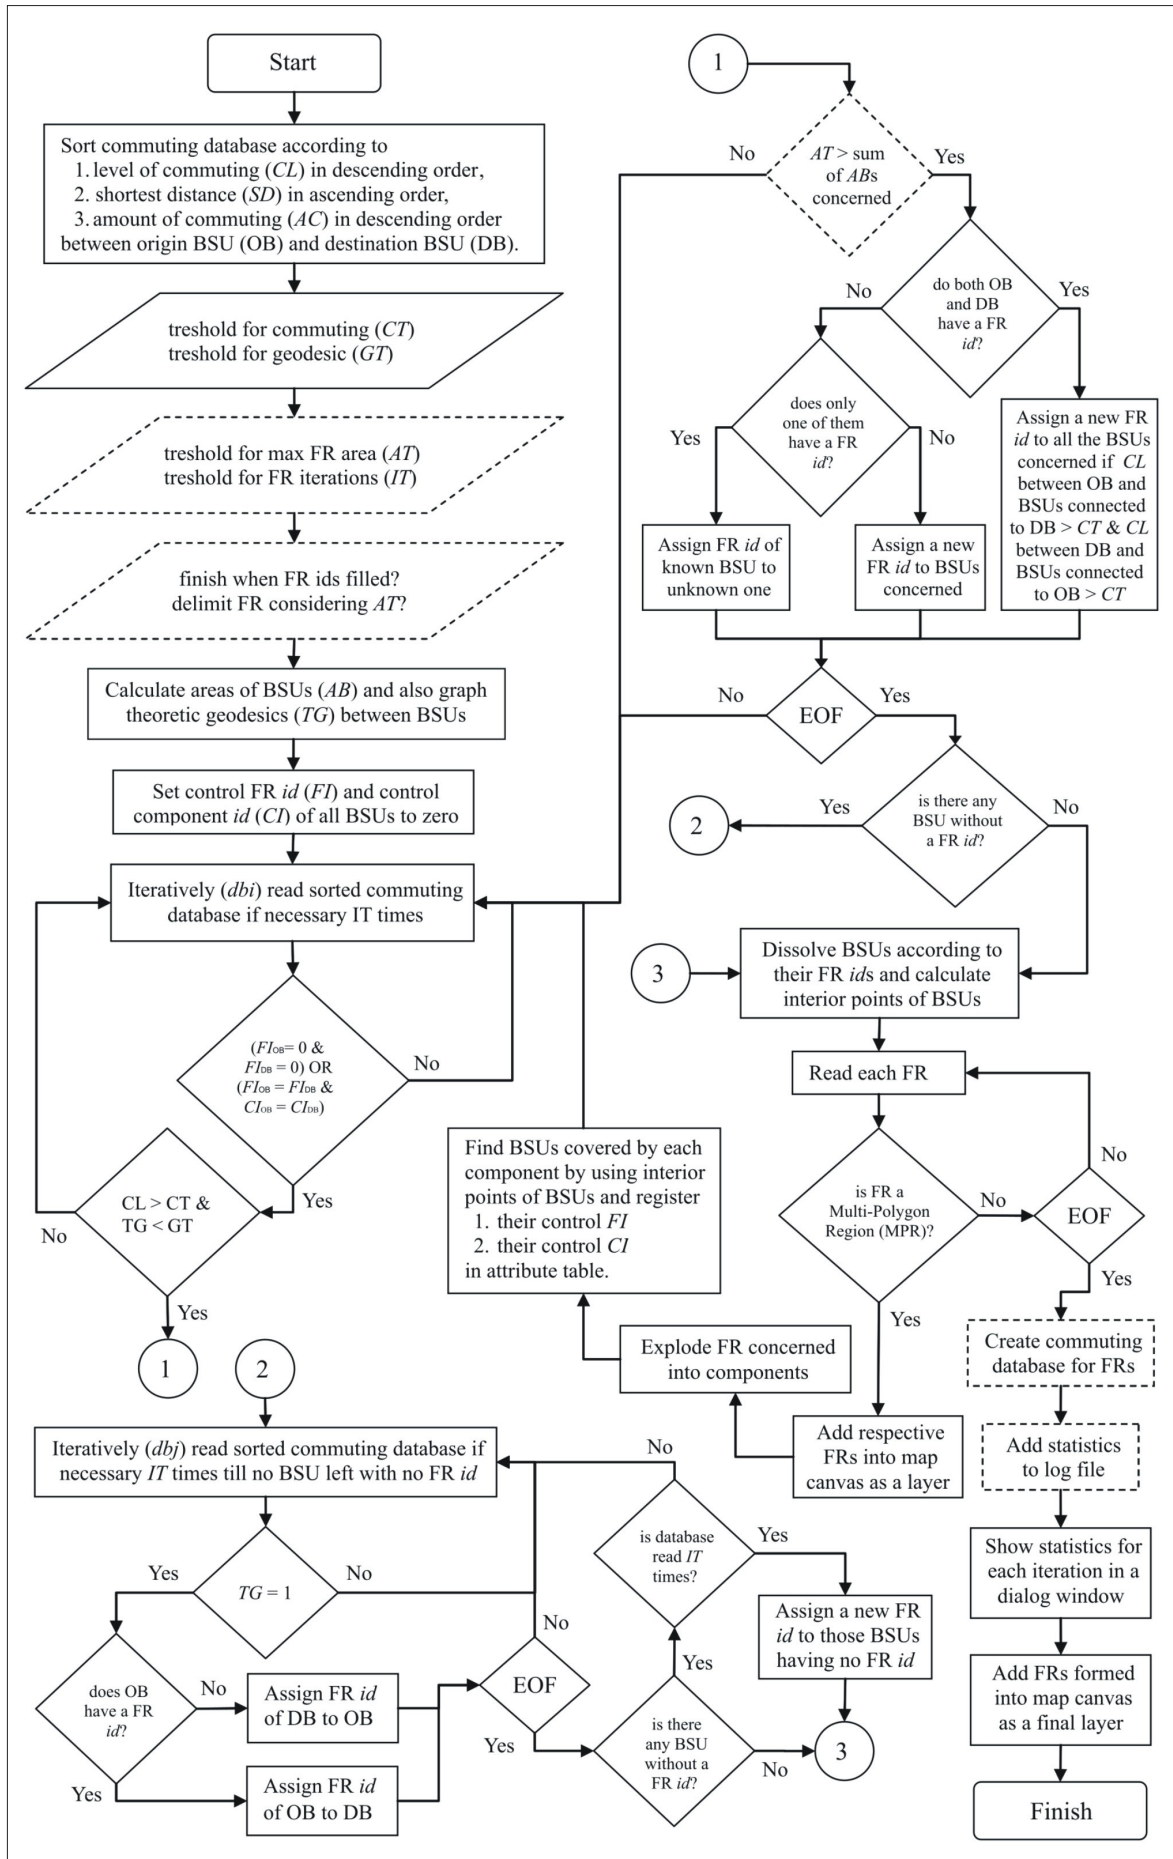 Start
Sort commuting database according to
1. level of commuting (CL) in descending order,
2. shortest distance (SD) in ascending order,
3. amount of commuting (AC) in descending order
between origin BSU (OB) and destination BSU (DB).
treshold for commuting (CT)
treshold for geodesic (GT)
treshold for max FR area (AT)
treshold for FR iterations (IT)
finish when FR ids filled?
delimit FR considering AT?
Calculate areas of BSUs (AB) and also graph
theoretic geodesics (TG) between BSUs
Set control FR id (FI) and control
component id (CI) of all BSUs to zero
Iteratively (dbi) read sorted commuting
database if necessary IT times
(FIOB= 0 &
FIDB = 0) OR
(FIOB = FIDB &
CIOB = CIDB)
No
Yes
CL > CT &
TG < GT
No
Yes
1
1
No
AT > sum
of ABs
concerned
Yes
No
do both OB
and DB
have a FR
id?
Yes
Yes
does only
one of them
have a FR
id?
No
Assign a new FR
id to all the BSUs
concerned if CL
between OB and
BSUs connected
to DB > CT & CL
between DB and
BSUs connected
to OB > CT
Assign FR id of
known BSU to
unknown one
Assign a new
FR id to BSUs
concerned
No
EOF
Yes
Yes
is there any
BSU without
a FR id?
No
2
3
Dissolve BSUs according to
their FR ids and calculate
interior points of BSUs
Read each FR
is FR a
Multi-Polygon
Region (MPR)?
No
Yes
No
EOF
Yes
Find BSUs covered by each
component by using interior
points of BSUs and register
1. their control FI
2. their control CI
in attribute table.
Explode FR concerned
into components
Add respective
FRs into map
canvas as a layer
Create commuting
database for FRs
Add statistics
to log file
Show statistics for
each iteration in a
dialog window
Add FRs formed
into map canvas
as a final layer
Finish
2
Iteratively (dbj) read sorted commuting database if
necessary IT times till no BSU left with no FR id
Yes
TG = 1
No
does OB
have a FR
id?
No
Yes
Assign FR id
of DB to OB
Assign FR id
of OB to DB
No
EOF
Yes
is there
any BSU
without a
FR id?
Yes
No
No
is database
read IT
times?
Yes
Assign a new FR
id to those BSUs
having no FR id
3